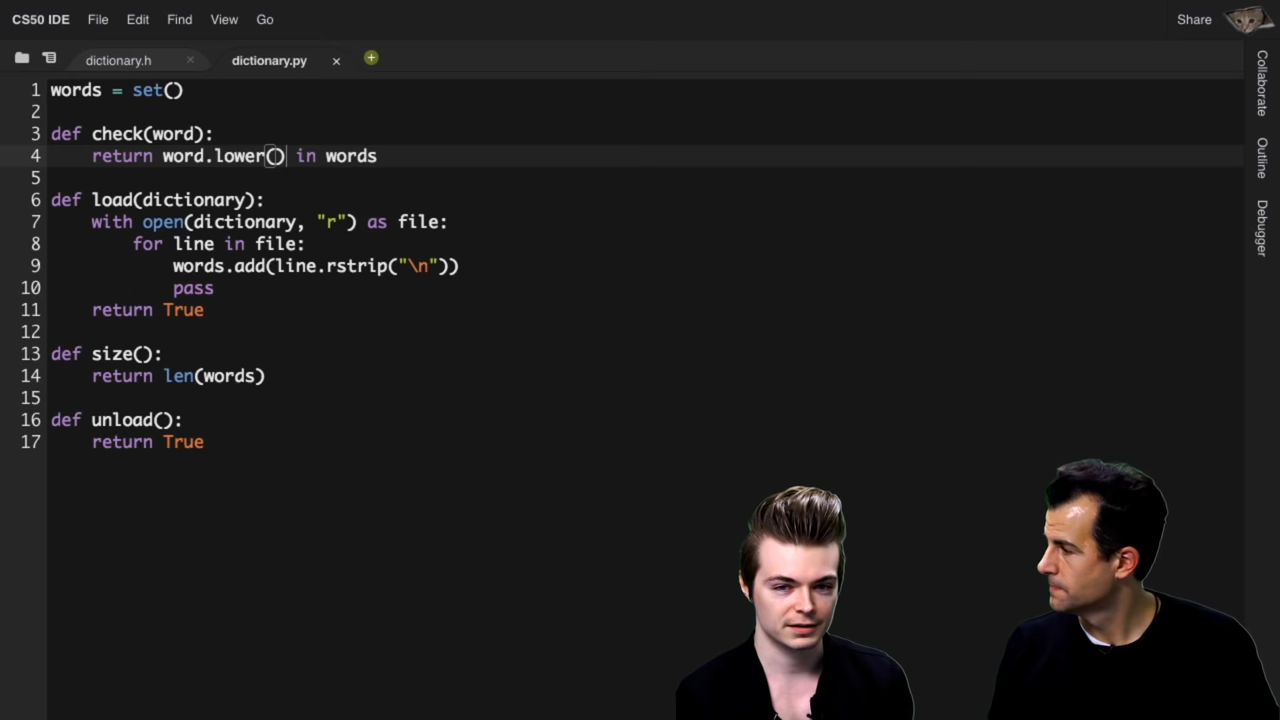 CS50 IDE File Edit Find View Go Share
dictionary.h × dictionary.py ×
1 words = set()
2
3 def check(word):
4     return word.lower() in words
5
6 def load(dictionary):
7     with open(dictionary, "r") as file:
8         for line in file:
9             words.add(line.rstrip("\n"))
10             pass
11     return True
12
13 def size():
14     return len(words)
15
16 def unload():
17     return True
Collaborate
Outline
Debugger